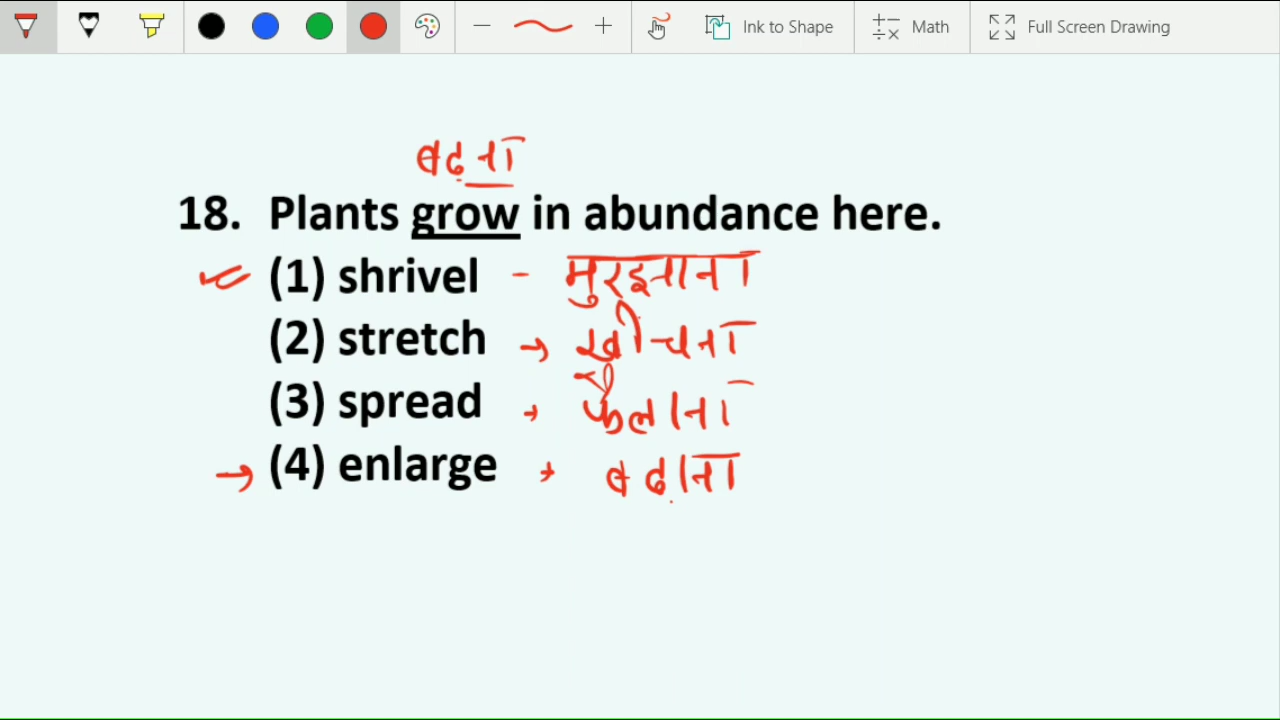 Ink to Shape Math Full Screen Drawing
बढना
18. Plants grow in abundance here.
(1) shrivel - मुरझाना
(2) stretch → खींचना
(3) spread → फैलाना
→ (4) enlarge → बढाना